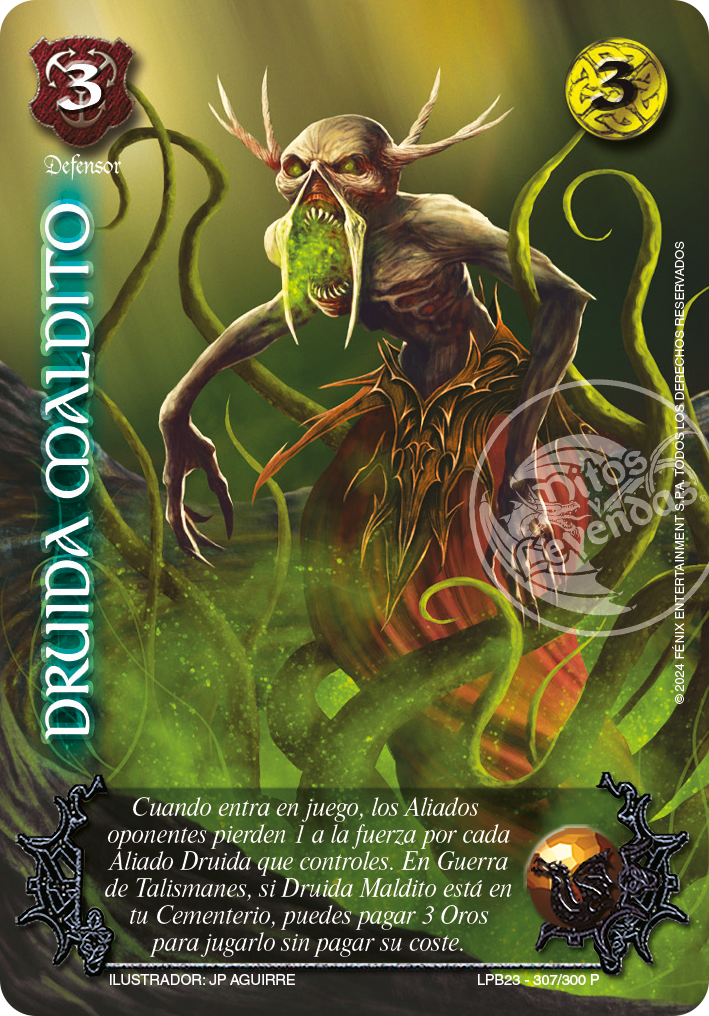 3
3
Defensor
DRUIDA MALDITO
Mitos
y
Leyendas
©2024 FÉNIX ENTERTAINMENT S.PA. TODOS LOS DERECHOS RESERVADOS
Cuando entra en juego, los Aliados
oponentes pierden 1 a la fuerza por cada
Aliado Druida que controles. En Guerra
de Talismanes, si Druida Maldito está en
tu Cementerio, puedes pagar 3 Oros
para jugarlo sin pagar su coste.
ILUSTRADOR: JP AGUIRRE
LPB23 - 307/300 P